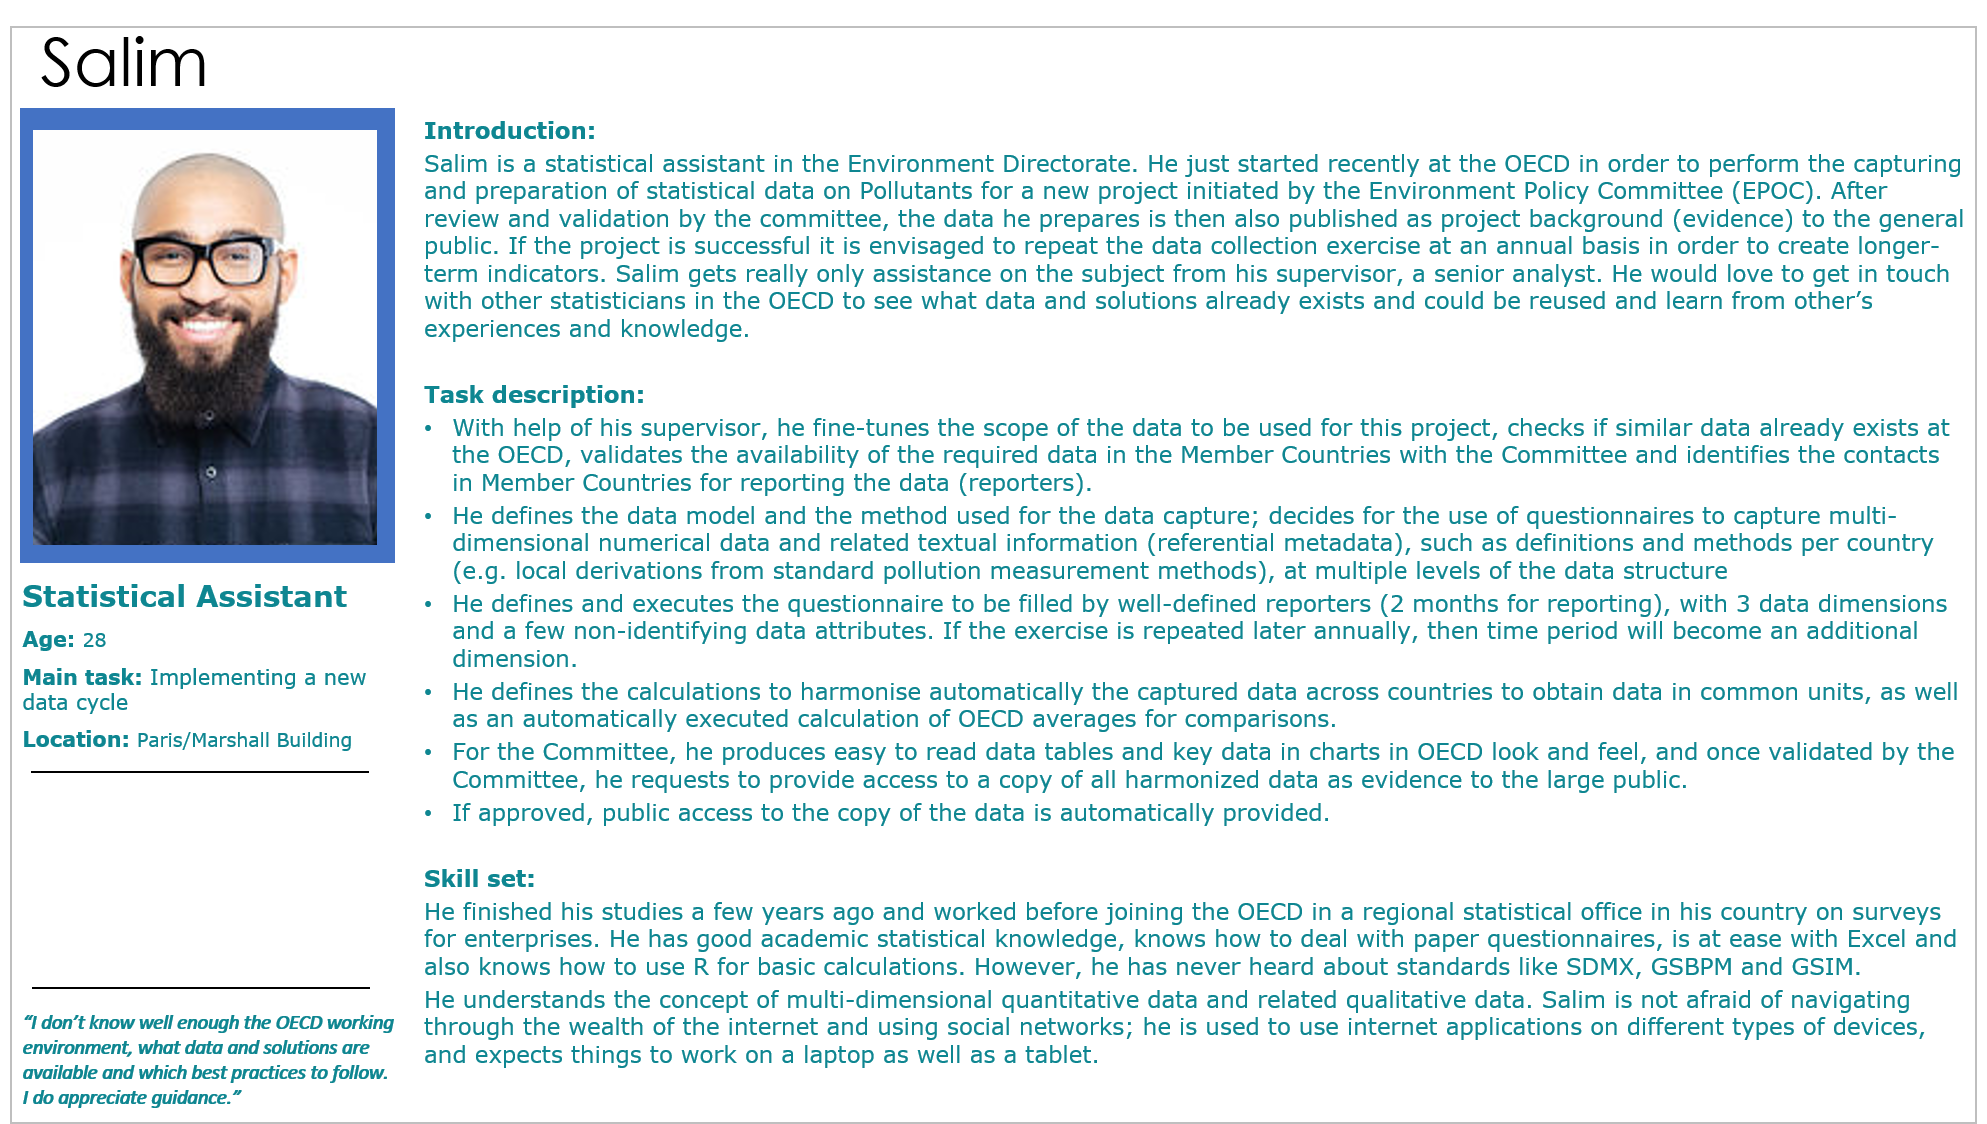 Salim
Introduction:
Salim is a statistical assistant in the Environment Directorate. He just started recently at the OECD in order to perform the capturing
and preparation of statistical data on Pollutants for a new project initiated by the Environment Policy Committee (EPOC). After
review and validation by the committee, the data he prepares is then also published as project background (evidence) to the general
public. If the project is successful it is envisaged to repeat the data collection exercise at an annual basis in order to create longer-
term indicators. Salim gets really only assistance on the subject from his supervisor, a senior analyst. He would love to get in touch
with other statisticians in the OECD to see what data and solutions already exists and could be reused and learn from other’s
experiences and knowledge.
Task description:
• With help of his supervisor, he fine-tunes the scope of the data to be used for this project, checks if similar data already exists at
the OECD, validates the availability of the required data in the Member Countries with the Committee and identifies the contacts
in Member Countries for reporting the data (reporters).
• He defines the data model and the method used for the data capture; decides for the use of questionnaires to capture multi-
dimensional numerical data and related textual information (referential metadata), such as definitions and methods per country
(e.g. local derivations from standard pollution measurement methods), at multiple levels of the data structure
• He defines and executes the questionnaire to be filled by well-defined reporters (2 months for reporting), with 3 data dimensions
and a few non-identifying data attributes. If the exercise is repeated later annually, then time period will become an additional
dimension.
• He defines the calculations to harmonise automatically the captured data across countries to obtain data in common units, as well
as an automatically executed calculation of OECD averages for comparisons.
• For the Committee, he produces easy to read data tables and key data in charts in OECD look and feel, and once validated by the
Committee, he requests to provide access to a copy of all harmonized data as evidence to the large public.
• If approved, public access to the copy of the data is automatically provided.
Skill set:
He finished his studies a few years ago and worked before joining the OECD in a regional statistical office in his country on surveys
for enterprises. He has good academic statistical knowledge, knows how to deal with paper questionnaires, is at ease with Excel and
also knows how to use R for basic calculations. However, he has never heard about standards like SDMX, GSBPM and GSIM.
He understands the concept of multi-dimensional quantitative data and related qualitative data. Salim is not afraid of navigating
through the wealth of the internet and using social networks; he is used to use internet applications on different types of devices,
and expects things to work on a laptop as well as a tablet.
Statistical Assistant
Age: 28
Main task: Implementing a new
data cycle
Location: Paris/Marshall Building
“I don’t know well enough the OECD working
environment, what data and solutions are
available and which best practices to follow.
I do appreciate guidance.”